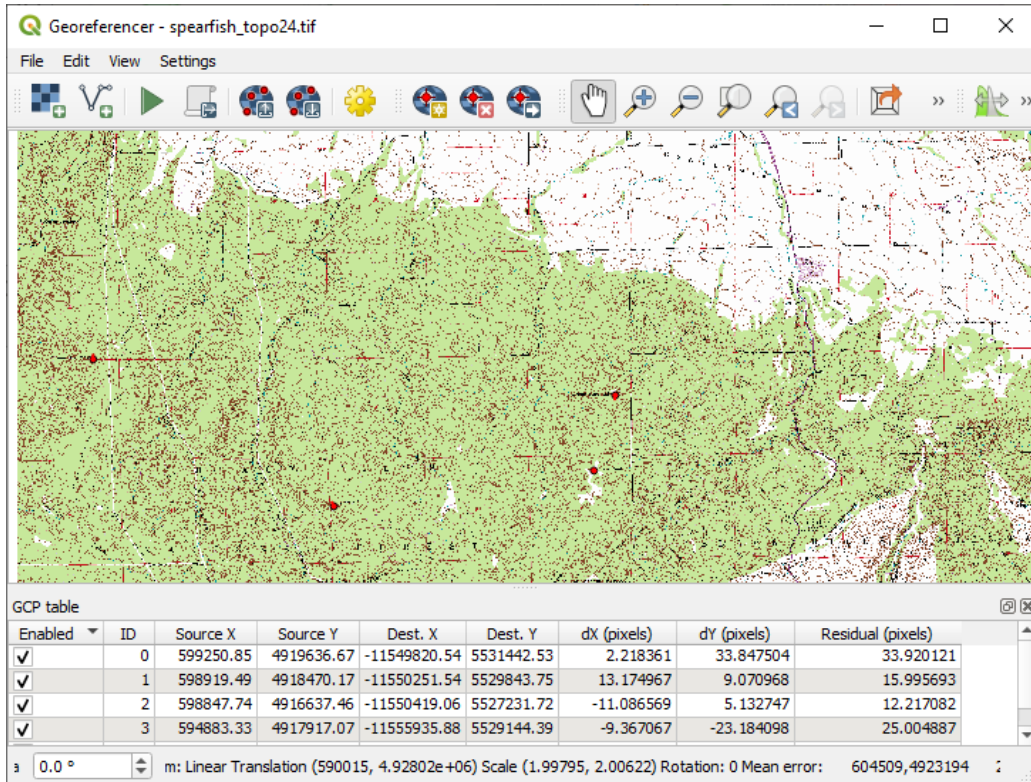 Georeferencer - spearfish_topo24.tif
File Edit View Settings
» »
GCP table
Enabled ID Source X Source Y Dest. X Dest. Y dX (pixels) dY (pixels) Residual (pixels)
0 599250.85 4919636.67 -11549820.54 5531442.53 2.218361 33.847504 33.920121
1 598919.49 4918470.17 -11550251.54 5529843.75 13.174967 9.070968 15.995693
2 598847.74 4916637.46 -11550419.06 5527231.72 -11.086569 5.132747 12.217082
3 594883.33 4917917.07 -11555935.88 5529144.39 -9.367067 -23.184098 25.004887
a 0.0 ° m: Linear Translation (590015, 4.92802e+06) Scale (1.99795, 2.00622) Rotation: 0 Mean error: 604509,4923194